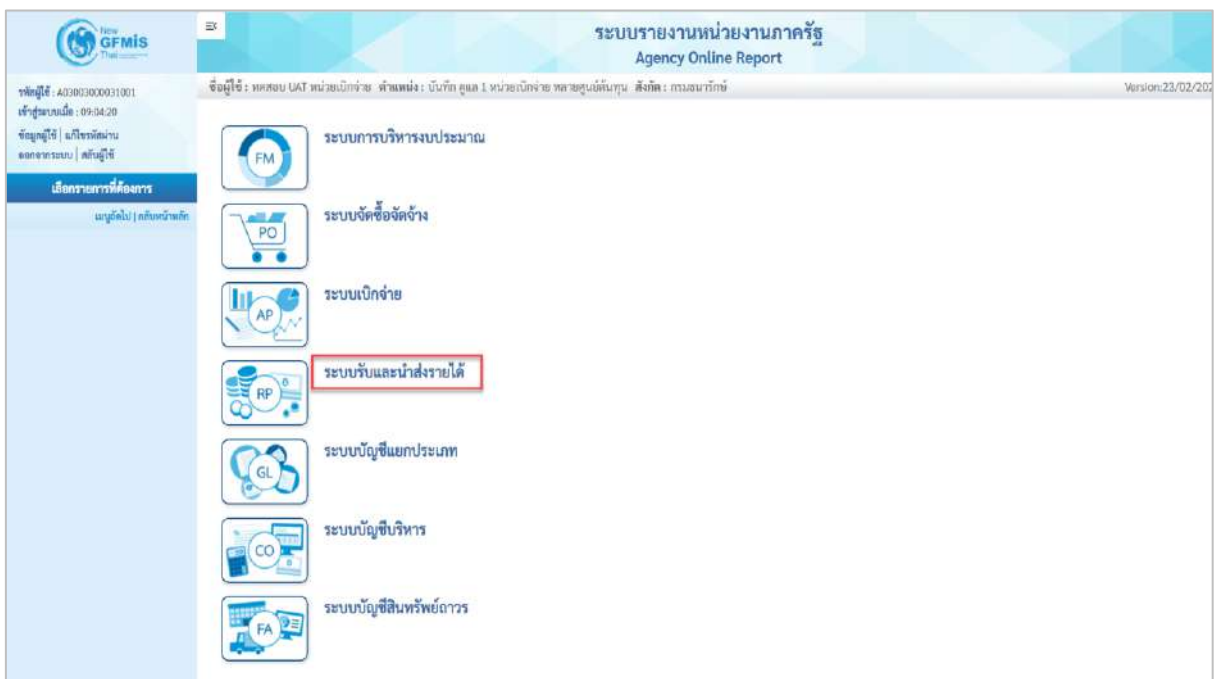 New
GFMIS
Thai
ระบบรายงานหน่วยงานภาครัฐ
Agency Online Report
ชื่อผู้ใช้ : ทดสอบ UAT หน่วยเบิกจ่าย ตำแหน่ง : บันทึก ดูแล 1 หน่วยเบิกจ่าย หลายศูนย์ต้นทุน สังกัด : กรมธนารักษ์
Version:23/02/202
รหัสผู้ใช้ : A03003000031001
เข้าสู่ระบบเมื่อ : 09:04:20
ข้อมูลผู้ใช้ | แก้ไขรหัสผ่าน
ออกจากระบบ | สลับผู้ใช้
เลือกรายการที่ต้องการ
เมนูถัดไป | กลับหน้าหลัก
FM
ระบบการบริหารงบประมาณ
PO
ระบบจัดซื้อจัดจ้าง
AP
ระบบเบิกจ่าย
RP
ระบบรับและนำส่งรายได้
GL
ระบบบัญชีแยกประเภท
CO
ระบบบัญชีบริหาร
FA
ระบบบัญชีสินทรัพย์ถาวร